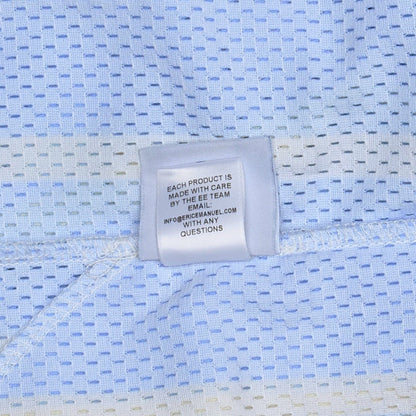 EACH PRODUCT IS
MADE WITH CARE
BY THE EE TEAM
EMAIL:
INFO@ERICEMANUEL.COM
WITH ANY
QUESTIONS